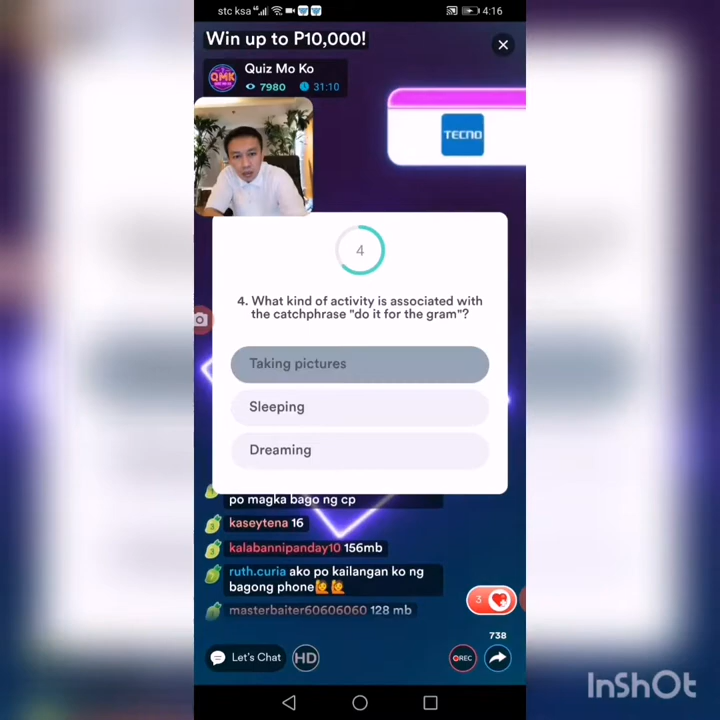 stc ksa
4:16
Win up to P10,000!
Quiz Mo Ko
QMK
7980 31:10
TECNO
4
4. What kind of activity is associated with
the catchphrase "do it for the gram"?
Taking pictures
Sleeping
Dreaming
po magka bago ng cp
3 kaseytena 16
3 kalabannipanday10 156mb
ruth.curia ako po kailangan ko ng
bagong phone🙋🙋
masterbaiter60606060 128 mb
3
738
Let's Chat
HD
REC
InShOt